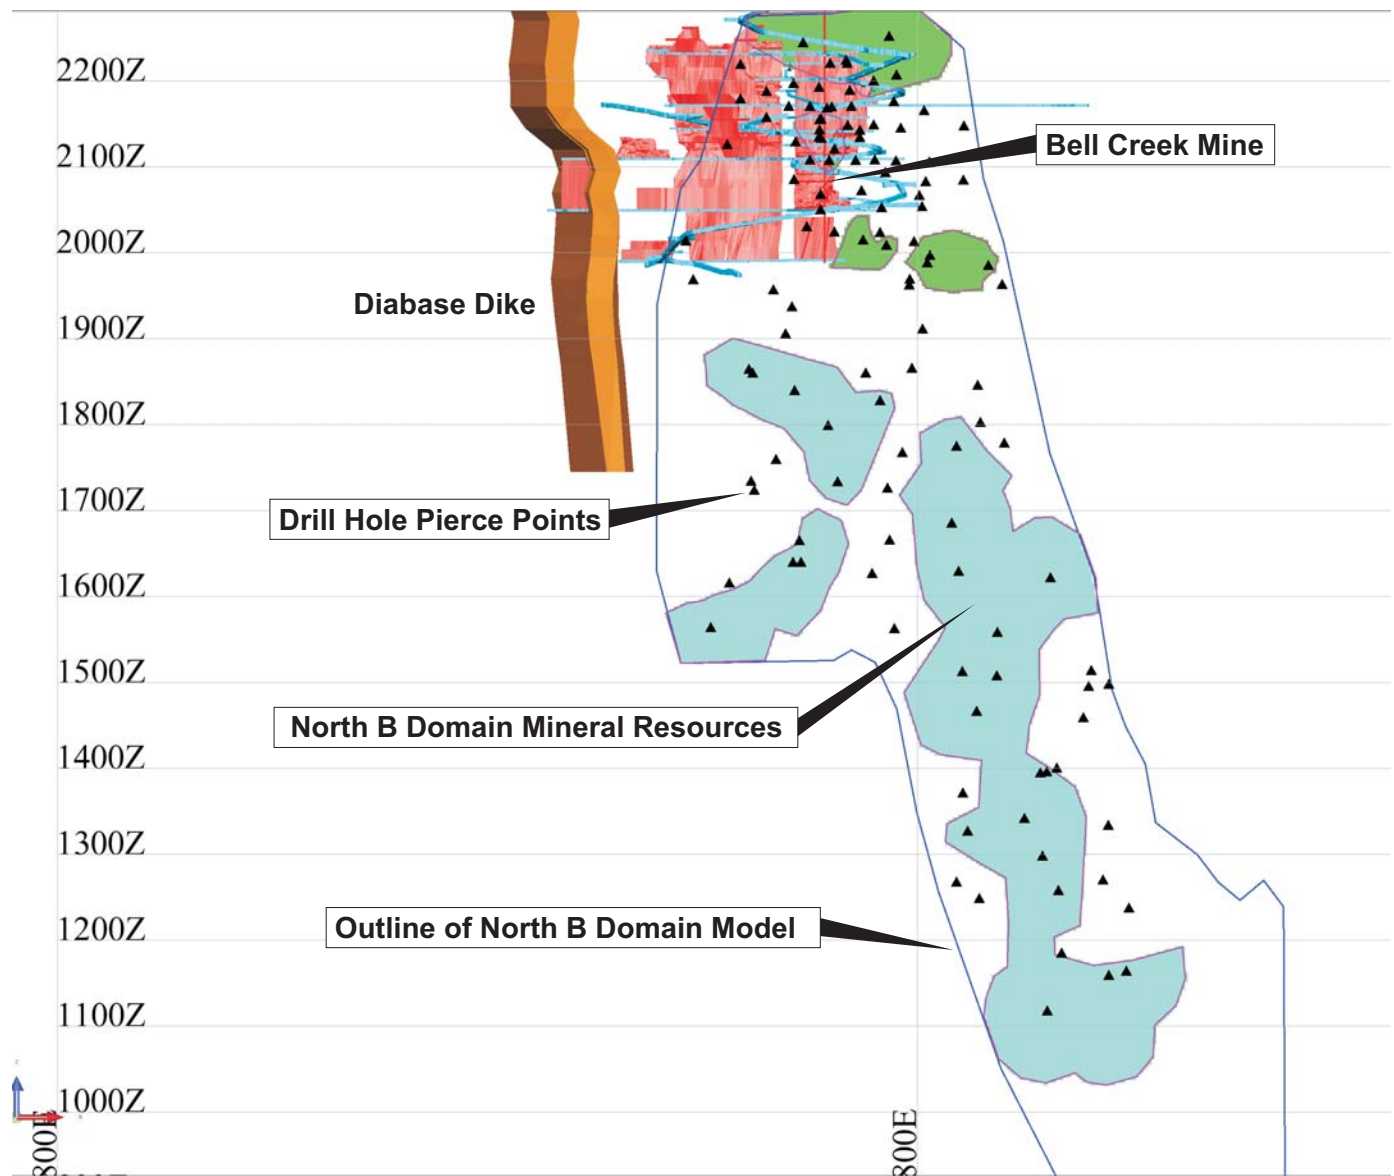 2200Z
Bell Creek Mine
2100Z
2000Z
Diabase Dike
1900Z
1800Z
1700Z
Drill Hole Pierce Points
1600Z
1500Z
North B Domain Mineral Resources
1400Z
1300Z
Outline of North B Domain Model
1200Z
1100Z
1000Z
800E